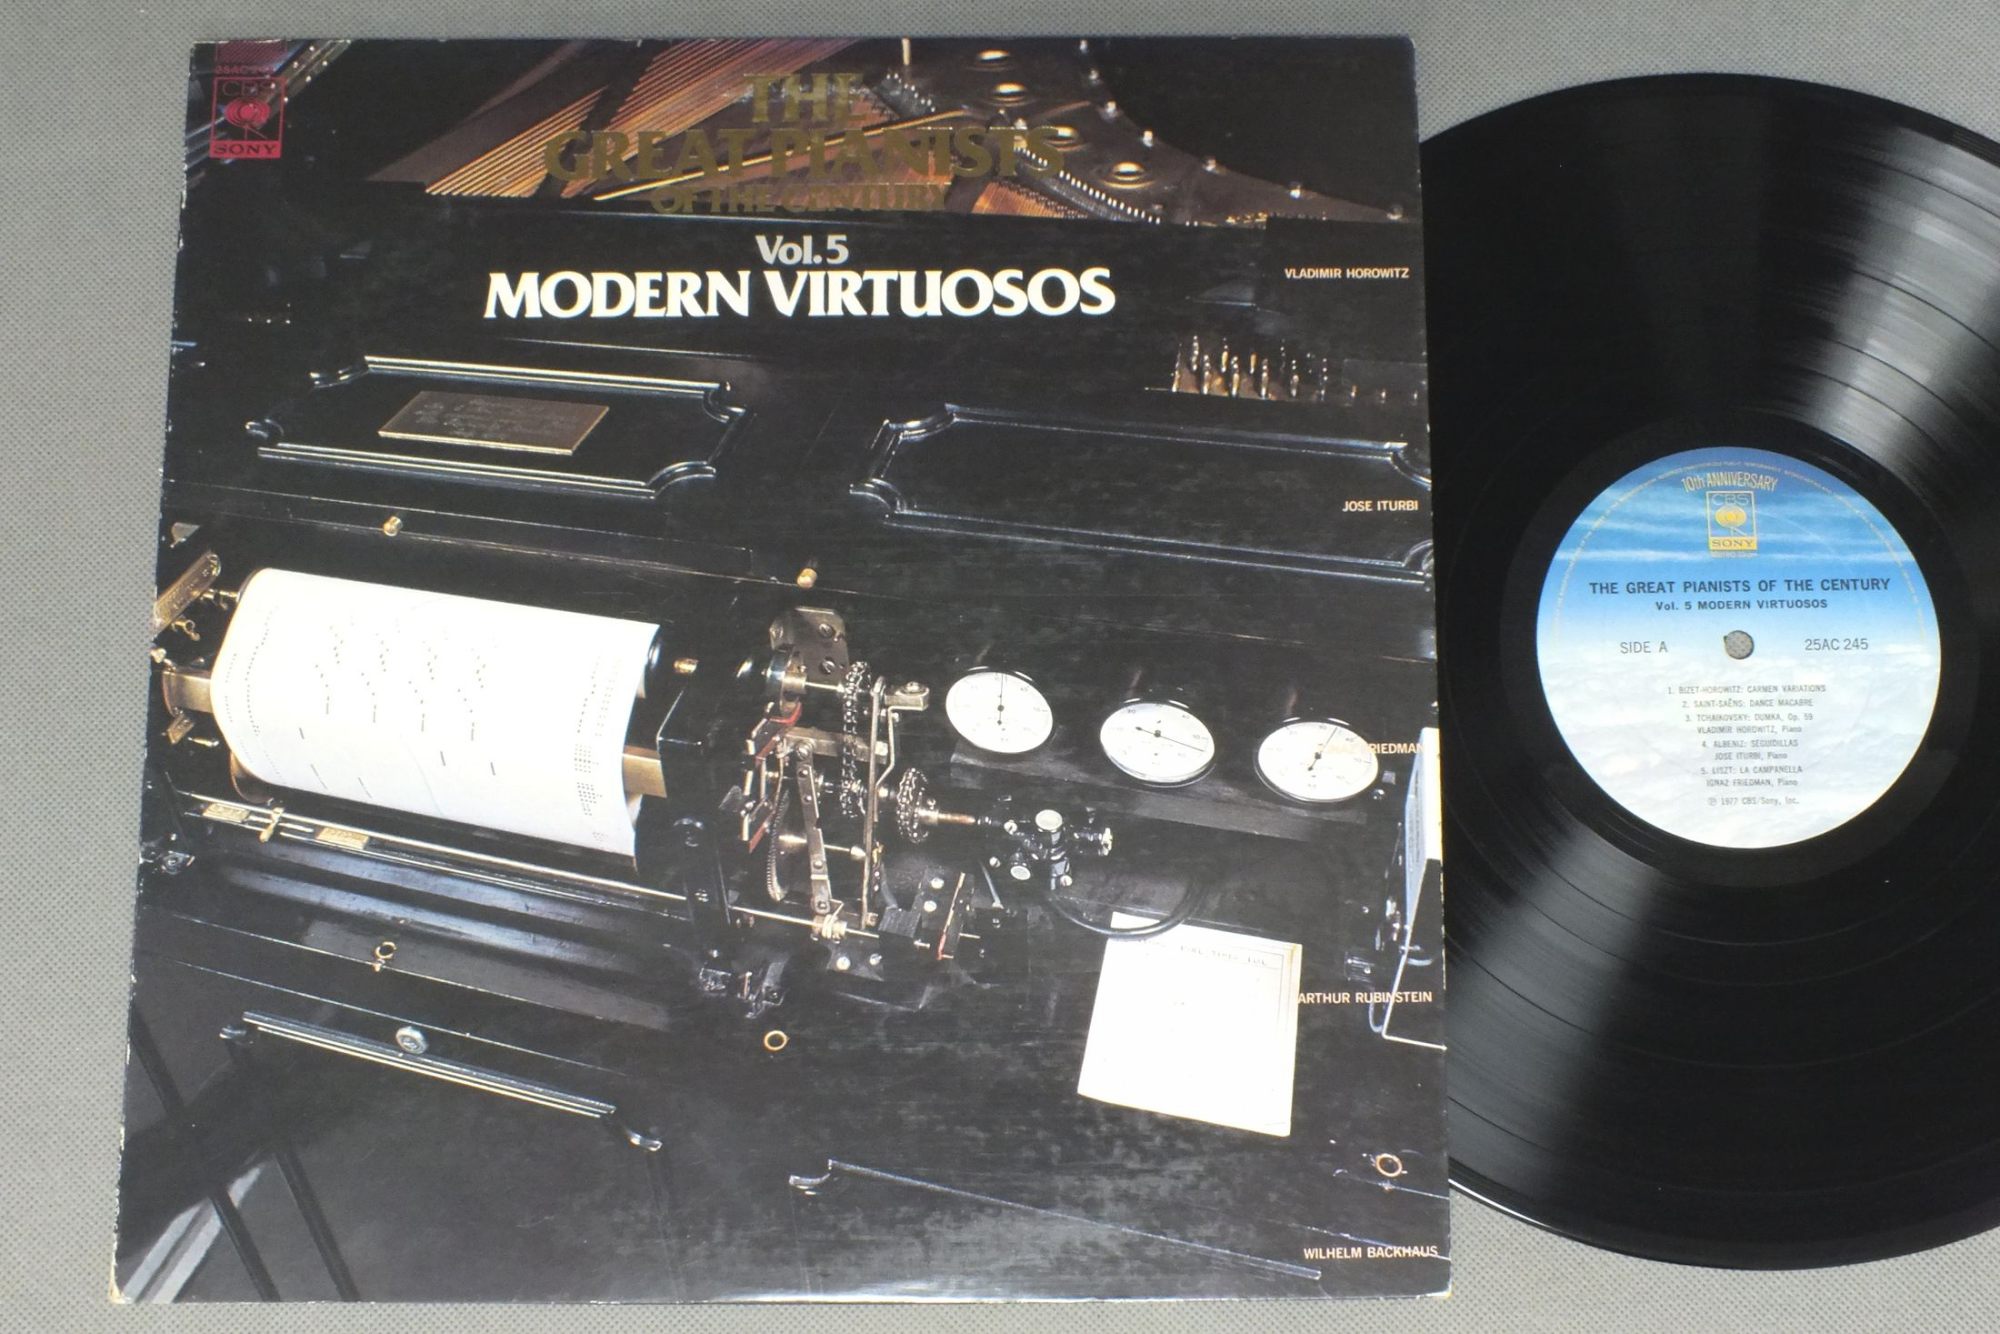 CBS
SONY
THE
GREAT PIANISTS
OF THE CENTURY
Vol. 5
MODERN VIRTUOSOS
VLADIMIR HOROWITZ
JOSE ITURBI
FRIEDMAN
ARTHUR RUBINSTEIN
WILHELM BACKHAUS
10th ANNIVERSARY
CBS
SONY
THE GREAT PIANISTS OF THE CENTURY
Vol. 5 MODERN VIRTUOSOS
SIDE A
25AC 245
1. BIZET-HOROWITZ: CARMEN VARIATIONS
2. SAINT-SAËNS: DANCE MACABRE
3. TCHAIKOVSKY: DUMKA, Op. 59
VLADIMIR HOROWITZ, Piano
4. ALBENIZ: SEGUIDILLAS
JOSE ITURBI, Piano
5. LISZT: LA CAMPANELLA
IGNAZ FRIEDMAN, Piano
℗ 1977 CBS/Sony, Inc.